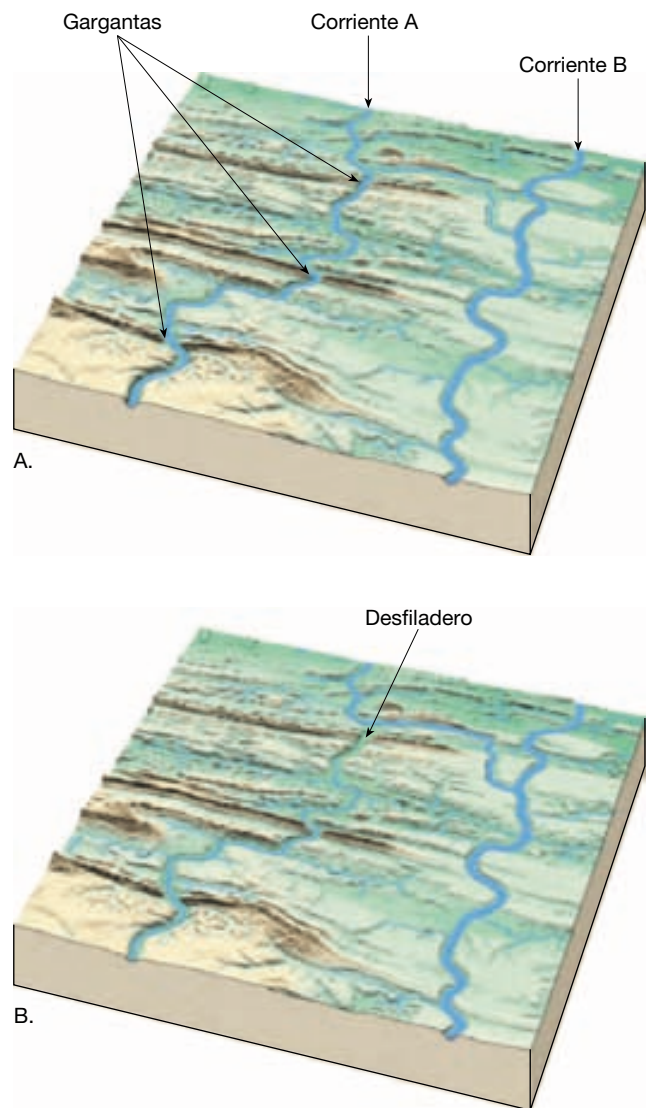 Gargantas
Corriente A
Corriente B
A.
Desfiladero
B.